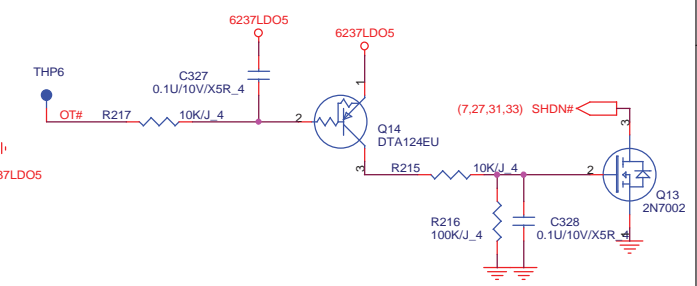 6237LDO5
6237LDO5
THP6
C327
0.1U/10V/X5R_4
1
(7,27,31,33) SHDN#
OT#
R217
10K/J_4
2
Q14
DTA124EU
3
3
R215
10K/J_4
2
37LDO5
Q13
2N7002
R216
100K/J_4
C328
0.1U/10V/X5R_4
1